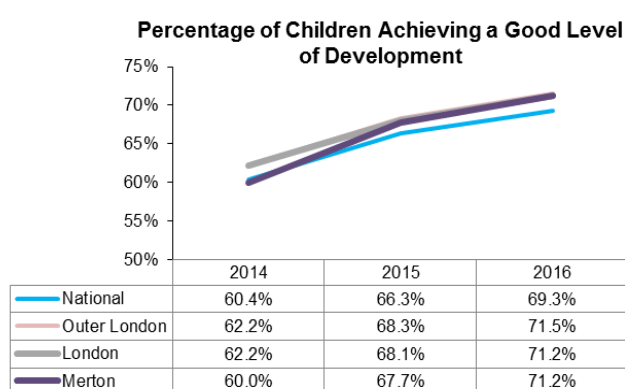 Percentage of Children Achieving a Good Level
of Development
75%
70%
65%
60%
55%
50%
2014 2015 2016
National 60.4% 66.3% 69.3%
Outer London 62.2% 68.3% 71.5%
London 62.2% 68.1% 71.2%
Merton 60.0% 67.7% 71.2%